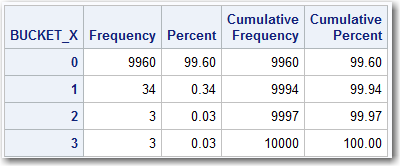 BUCKET_X Frequency Percent Cumulative Frequency Cumulative Percent
0 9960 99.60 9960 99.60
1 34 0.34 9994 99.94
2 3 0.03 9997 99.97
3 3 0.03 10000 100.00